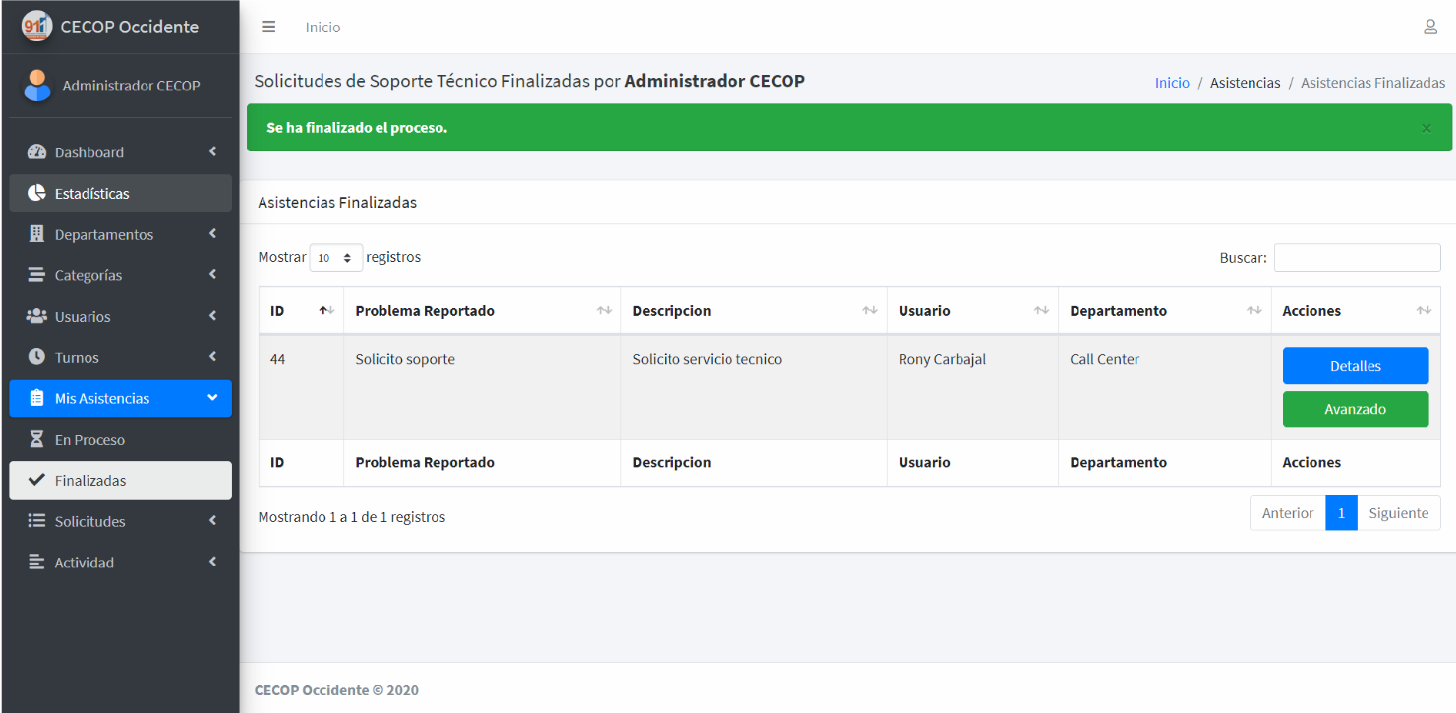 911 CECOP Occidente
Inicio
Administrador CECOP
Dashboard
Estadísticas
Departamentos
Categorías
Usuarios
Turnos
Mis Asistencias
En Proceso
Finalizadas
Solicitudes
Actividad
Solicitudes de Soporte Técnico Finalizadas por Administrador CECOP
Inicio / Asistencias / Asistencias Finalizadas
Se ha finalizado el proceso. ×
Asistencias Finalizadas
Mostrar 10 registros
Buscar:
ID Problema Reportado Descripcion Usuario Departamento Acciones
44 Solicito soporte Solicito servicio tecnico Rony Carbajal Call Center Detalles
Avanzado
ID Problema Reportado Descripcion Usuario Departamento Acciones
Mostrando 1 a 1 de 1 registros
Anterior 1 Siguiente
CECOP Occidente © 2020